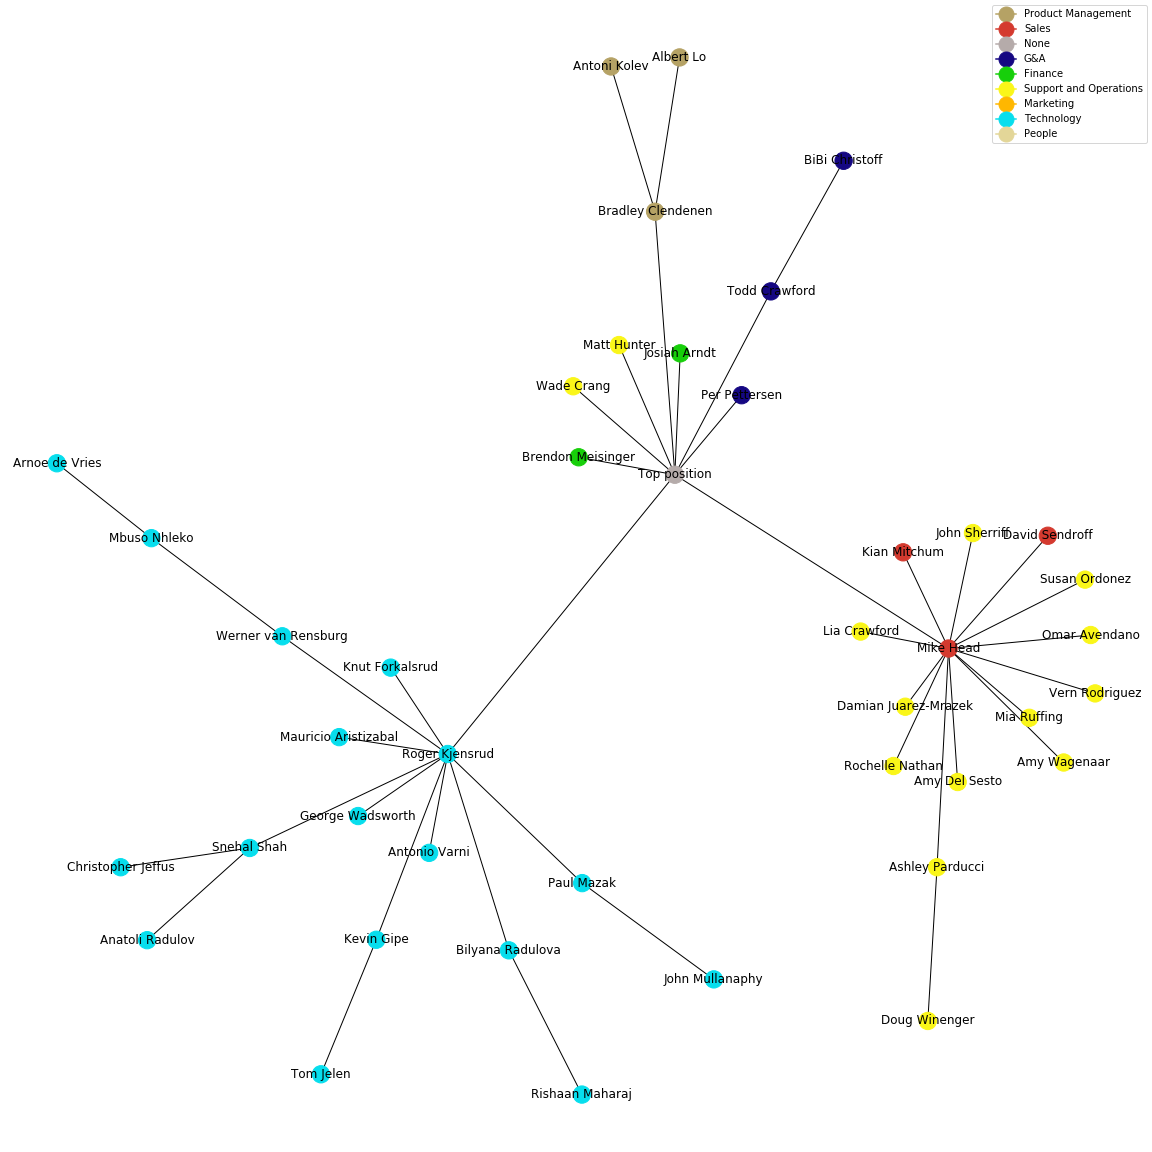 Product Management
Sales
None
G&A
Finance
Support and Operations
Marketing
Technology
People
Albert Lo
Antoni Kolev
BiBi Christoff
Bradley Clendenen
Todd Crawford
Matt Hunter
Josiah Arndt
Wade Crang
Per Pettersen
Brendon Meisinger
Top position
Arnoe de Vries
Mbuso Nhleko
John Sherriff
David Sendroff
Kian Mitchum
Susan Ordonez
Lia Crawford
Omar Avendano
Werner van Rensburg
Mike Head
Knut Forkalsrud
Vern Rodriguez
Damian Juarez-Mrazek
Mia Ruffing
Mauricio Aristizabal
Roger Kjensrud
Amy Wagenaar
Rochelle Nathan
Amy Del Sesto
George Wadsworth
Snehal Shah
Antonio Varni
Christopher Jeffus
Ashley Parducci
Paul Mazak
Anatoli Radulov
Kevin Gipe
Bilyana Radulova
John Mullanaphy
Doug Winenger
Tom Jelen
Rishaan Maharaj